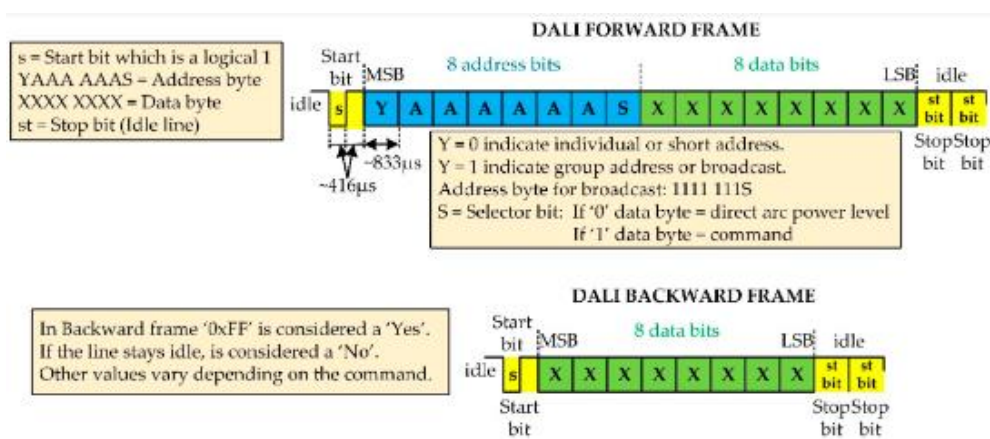 DALI FORWARD FRAME
s = Start bit which is a logical 1
YAAA AAAS = Address byte
XXXX XXXX = Data byte
st = Stop bit (Idle line)
Start
bit
MSB
8 address bits
8 data bits
LSB
idle
idle
s
Y A A A A A A S X X X X X X X X
st st
bit bit
Stop Stop
bit bit
~833µs
~416µs
Y = 0 indicate individual or short address.
Y = 1 indicate group address or broadcast.
Address byte for broadcast: 1111 111S
S = Selector bit: If '0' data byte = direct arc power level
If '1' data byte = command
DALI BACKWARD FRAME
In Backward frame '0xFF' is considered a 'Yes'.
If the line stays idle, is considered a 'No'.
Other values vary depending on the command.
Start
bit
MSB
8 data bits
LSB
idle
idle
s
X X X X X X X X
st st
bit bit
Start
bit
Stop Stop
bit bit